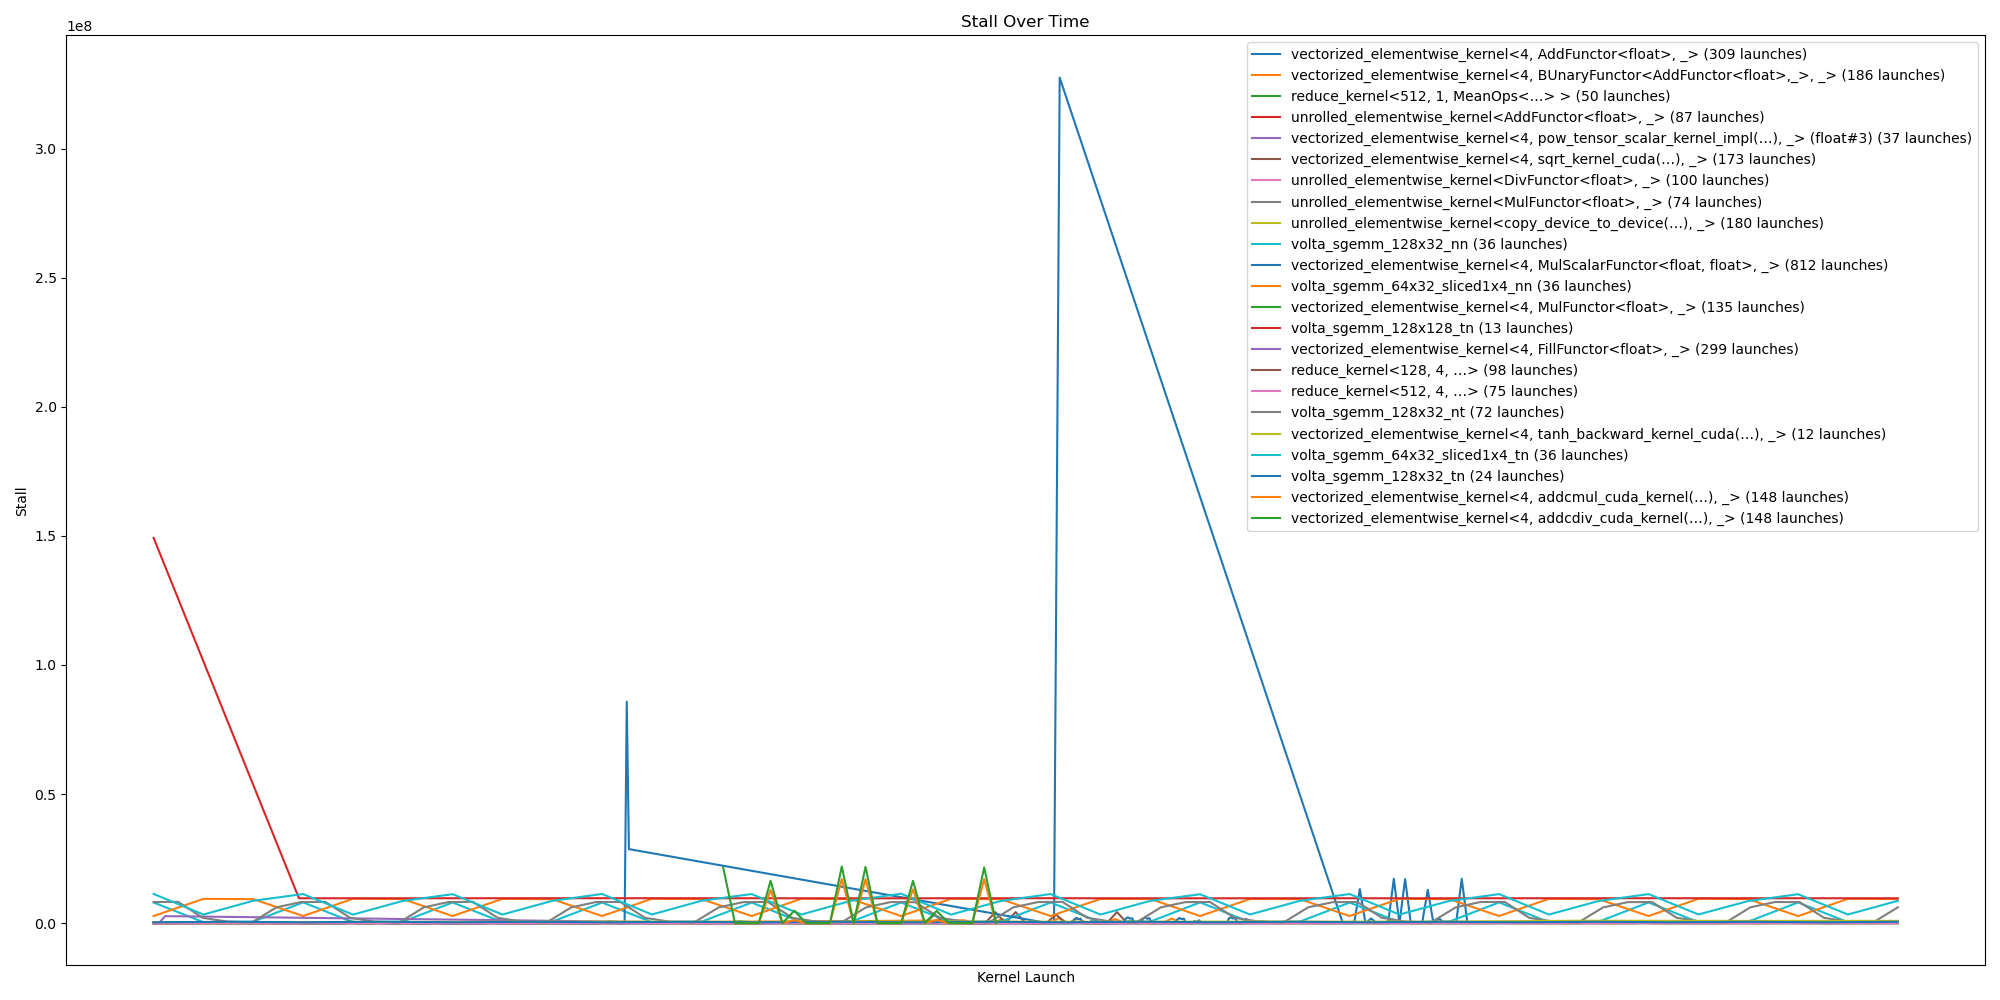 Stall Over Time
1e8
vectorized_elementwise_kernel<4, AddFunctor<float>, _> (309 launches)
vectorized_elementwise_kernel<4, BUnaryFunctor<AddFunctor<float>,_>, _> (186 launches)
reduce_kernel<512, 1, MeanOps<...> > (50 launches)
unrolled_elementwise_kernel<AddFunctor<float>, _> (87 launches)
vectorized_elementwise_kernel<4, pow_tensor_scalar_kernel_impl(...), _> (float#3) (37 launches)
vectorized_elementwise_kernel<4, sqrt_kernel_cuda(...), _> (173 launches)
unrolled_elementwise_kernel<DivFunctor<float>, _> (100 launches)
unrolled_elementwise_kernel<MulFunctor<float>, _> (74 launches)
unrolled_elementwise_kernel<copy_device_to_device(...), _> (180 launches)
volta_sgemm_128x32_nn (36 launches)
vectorized_elementwise_kernel<4, MulScalarFunctor<float, float>, _> (812 launches)
volta_sgemm_64x32_sliced1x4_nn (36 launches)
vectorized_elementwise_kernel<4, MulFunctor<float>, _> (135 launches)
volta_sgemm_128x128_tn (13 launches)
vectorized_elementwise_kernel<4, FillFunctor<float>, _> (299 launches)
reduce_kernel<128, 4, ...> (98 launches)
reduce_kernel<512, 4, ...> (75 launches)
volta_sgemm_128x32_nt (72 launches)
vectorized_elementwise_kernel<4, tanh_backward_kernel_cuda(...), _> (12 launches)
volta_sgemm_64x32_sliced1x4_tn (36 launches)
volta_sgemm_128x32_tn (24 launches)
vectorized_elementwise_kernel<4, addcmul_cuda_kernel(...), _> (148 launches)
vectorized_elementwise_kernel<4, addcdiv_cuda_kernel(...), _> (148 launches)
3.0
2.5
2.0
1.5
1.0
0.5
0.0
Stall
Kernel Launch